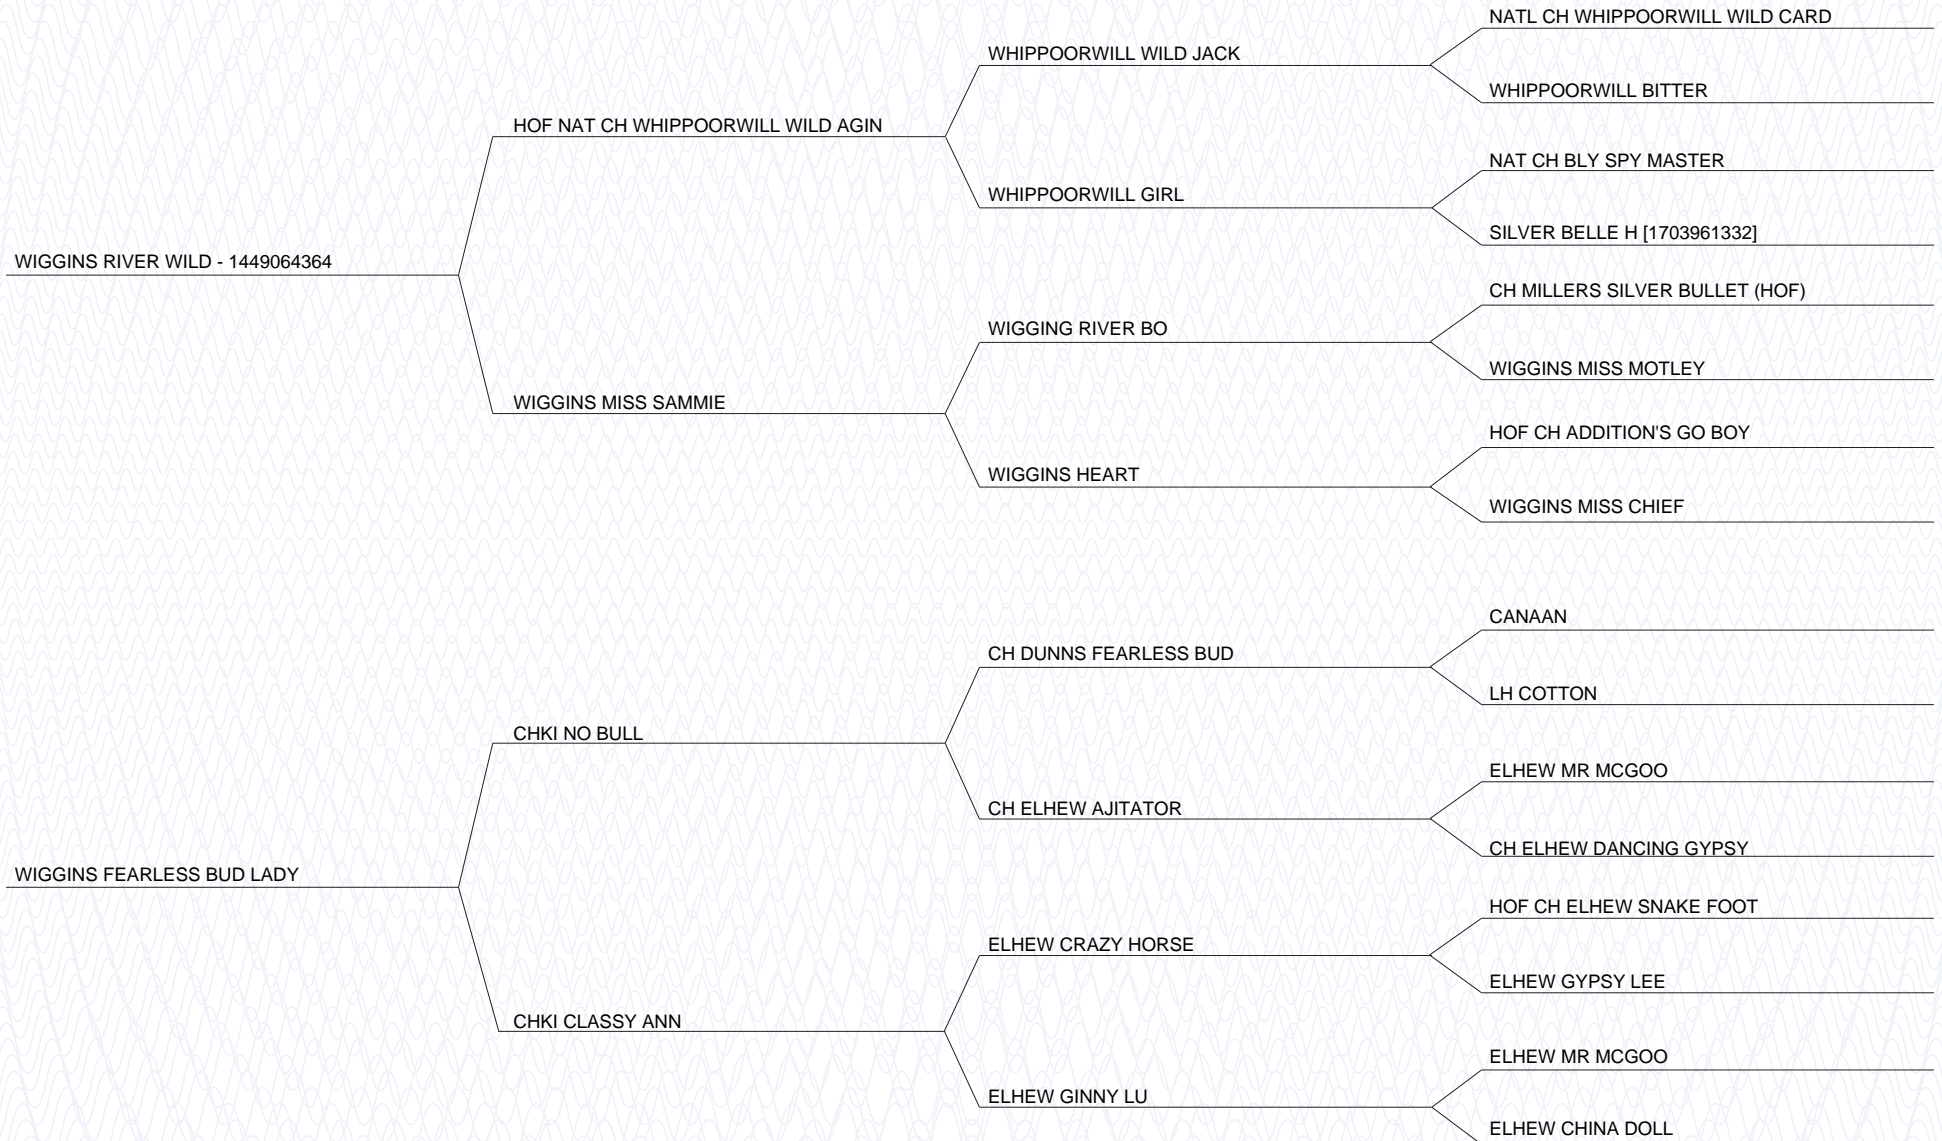 NATL CH WHIPPOORWILL WILD CARD
WHIPPOORWILL WILD JACK
WHIPPOORWILL BITTER
HOF NAT CH WHIPPOORWILL WILD AGIN
NAT CH BLY SPY MASTER
WHIPPOORWILL GIRL
SILVER BELLE H [1703961332]
WIGGINS RIVER WILD - 1449064364
CH MILLERS SILVER BULLET (HOF)
WIGGING RIVER BO
WIGGINS MISS MOTLEY
WIGGINS MISS SAMMIE
HOF CH ADDITION'S GO BOY
WIGGINS HEART
WIGGINS MISS CHIEF
CANAAN
CH DUNNS FEARLESS BUD
LH COTTON
CHKI NO BULL
ELHEW MR MCGOO
CH ELHEW AJITATOR
CH ELHEW DANCING GYPSY
WIGGINS FEARLESS BUD LADY
HOF CH ELHEW SNAKE FOOT
ELHEW CRAZY HORSE
ELHEW GYPSY LEE
CHKI CLASSY ANN
ELHEW MR MCGOO
ELHEW GINNY LU
ELHEW CHINA DOLL